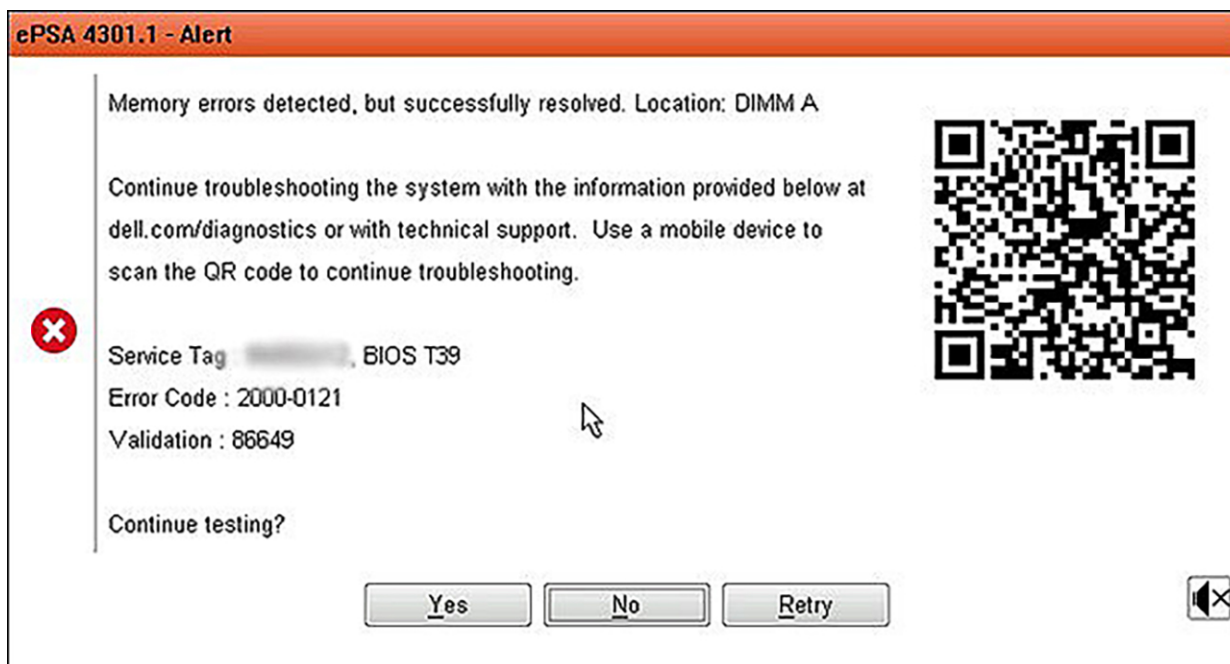 ePSA 4301.1 - Alert
Memory errors detected, but successfully resolved. Location: DIMM A
Continue troubleshooting the system with the information provided below at
dell.com/diagnostics or with technical support. Use a mobile device to
scan the QR code to continue troubleshooting.
Service Tag : , BIOS T39
Error Code : 2000-0121
Validation : 86649
Continue testing?
Yes No Retry